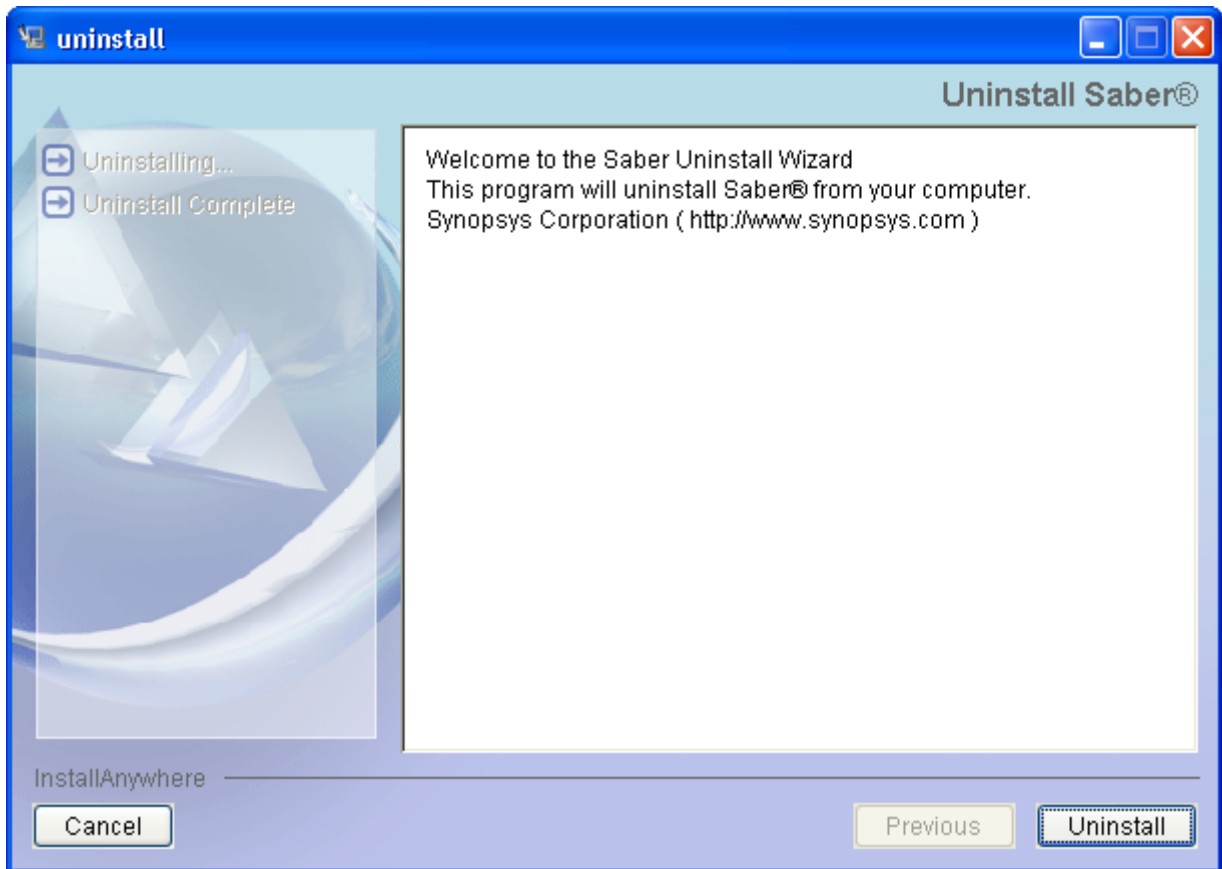 uninstall
Uninstall Saber®
Uninstalling...
Uninstall Complete
Welcome to the Saber Uninstall Wizard
This program will uninstall Saber® from your computer.
Synopsys Corporation ( http://www.synopsys.com )
InstallAnywhere
Cancel
Previous
Uninstall